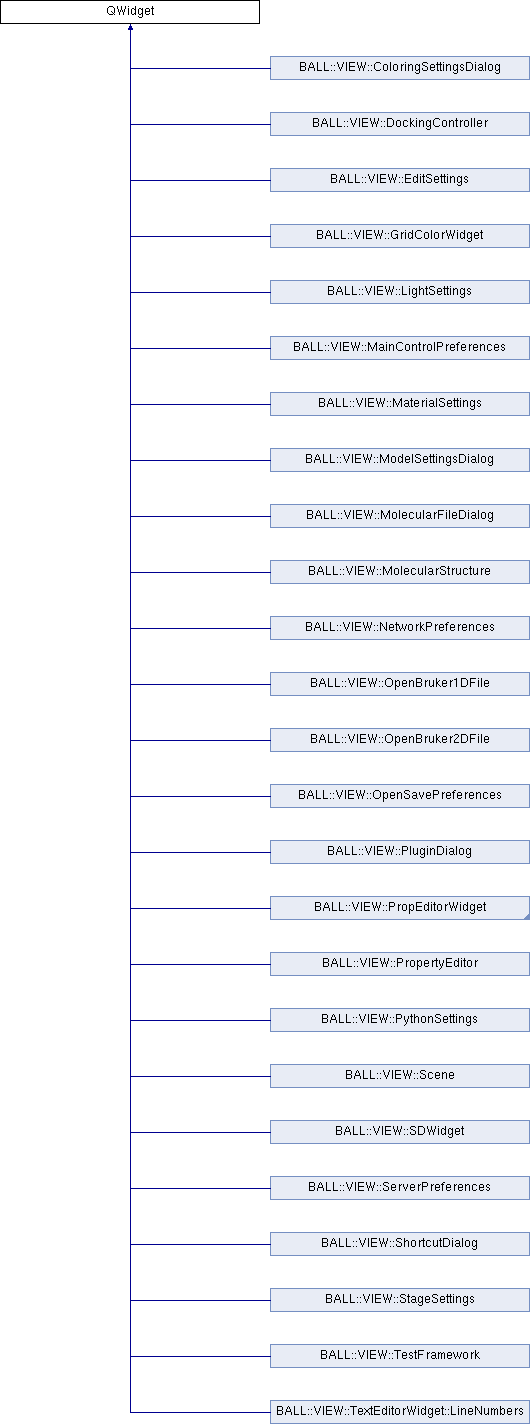 QWidget
BALL::VIEW::ColoringSettingsDialog
BALL::VIEW::DockingController
BALL::VIEW::EditSettings
BALL::VIEW::GridColorWidget
BALL::VIEW::LightSettings
BALL::VIEW::MainControlPreferences
BALL::VIEW::MaterialSettings
BALL::VIEW::ModelSettingsDialog
BALL::VIEW::MolecularFileDialog
BALL::VIEW::MolecularStructure
BALL::VIEW::NetworkPreferences
BALL::VIEW::OpenBruker1DFile
BALL::VIEW::OpenBruker2DFile
BALL::VIEW::OpenSavePreferences
BALL::VIEW::PluginDialog
BALL::VIEW::PropEditorWidget
BALL::VIEW::PropertyEditor
BALL::VIEW::PythonSettings
BALL::VIEW::Scene
BALL::VIEW::SDWidget
BALL::VIEW::ServerPreferences
BALL::VIEW::ShortcutDialog
BALL::VIEW::StageSettings
BALL::VIEW::TestFramework
BALL::VIEW::TextEditorWidget::LineNumbers